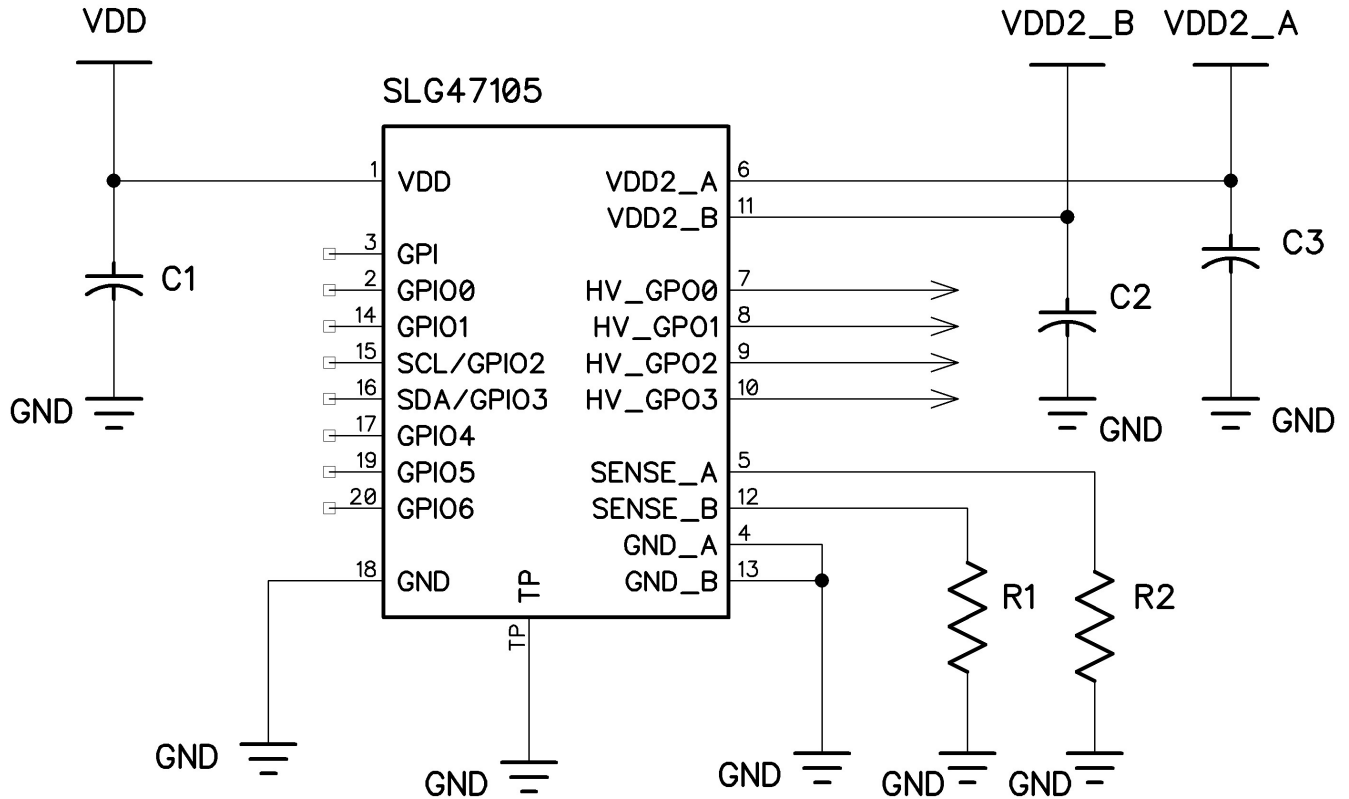 VDD
VDD2_B VDD2_A
SLG47105
1 VDD VDD2_A 6
VDD2_B 11
3 GPI
C3
C1
2 GPIO0 HV_GPO0 7
C2
14 GPIO1 HV_GPO1 8
15 SCL/GPIO2 HV_GPO2 9
16 SDA/GPIO3 HV_GPO3 10
GND
GND
GND
17 GPIO4
19 GPIO5 SENSE_A 5
20 GPIO6 SENSE_B 12
GND_A 4
18 GND TP GND_B 13
R1
R2
TP
GND
GND
GND
GND
GND